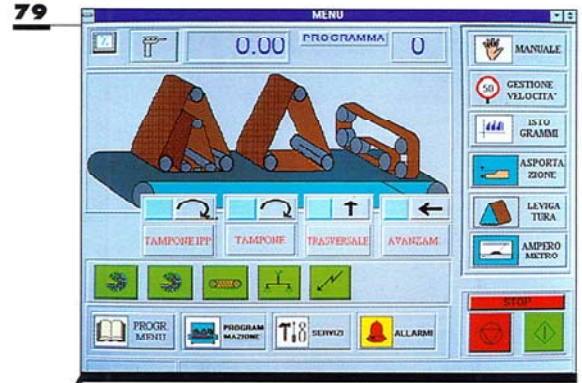 79
MENU
0.00 PROGRAMMA 0
MANUALE
50 GESTIONE
VELOCITA'
ISTO
GRAMMI
ASPORTA
ZIONE
LEVIGA
TURA
AMPERO
METRO
TAMPONE IPP
TAMPONE
TRASVERSALE
AVANZAM.
STOP
PROGR.
MENU
PROGRAM
MAZIONE
SERVIZI
ALLARMI